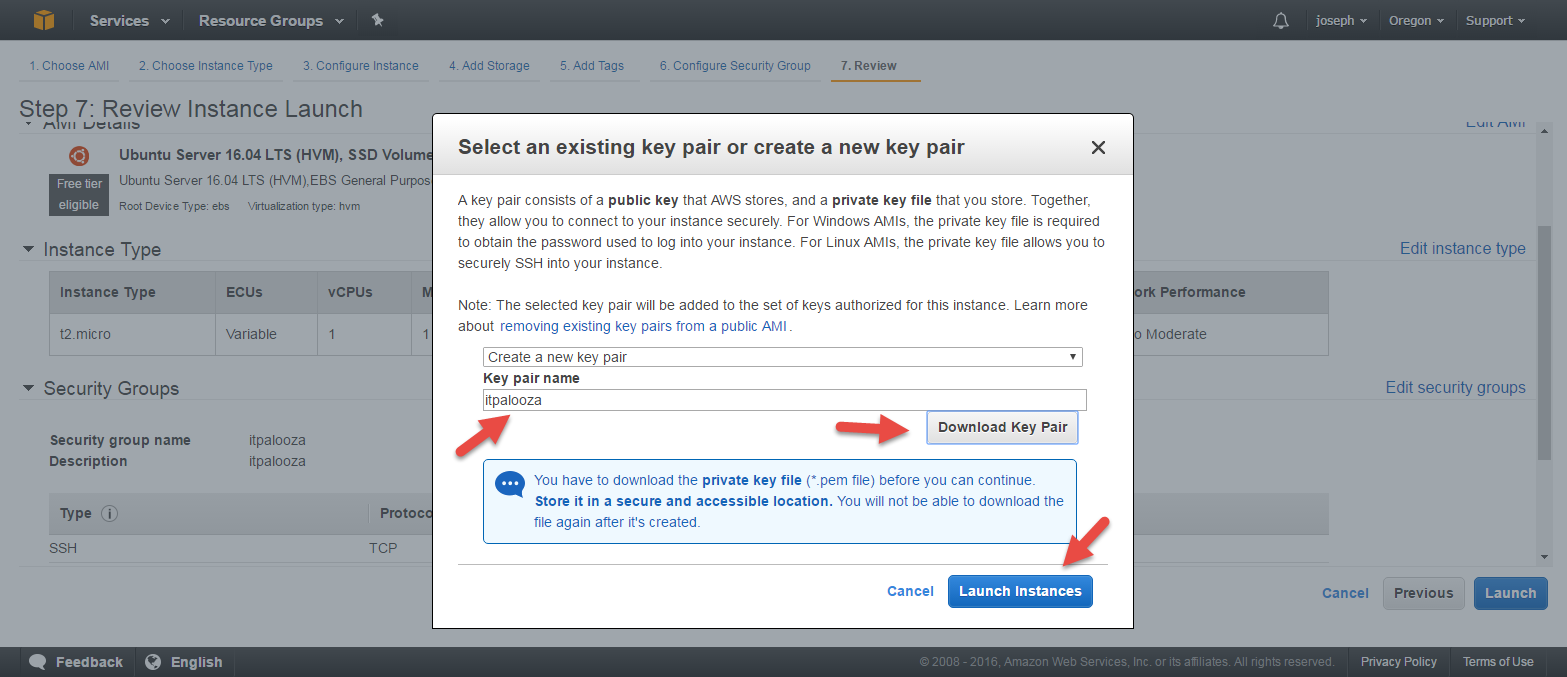 Services Resource Groups joseph Oregon Support
1. Choose AMI 2. Choose Instance Type 3. Configure Instance 4. Add Storage 5. Add Tags 6. Configure Security Group 7. Review
Step 7: Review Instance Launch
AMI Details Edit AMI
Ubuntu Server 16.04 LTS (HVM), SSD Volume
Free tier eligible
Ubuntu Server 16.04 LTS (HVM),EBS General Purpos
Root Device Type: ebs Virtualization type: hvm
Instance Type Edit instance type
Instance Type ECUs vCPUs M ork Performance
t2.micro Variable 1 1 o Moderate
Security Groups Edit security groups
Security group name itpalooza
Description itpalooza
Type i Protoco
SSH TCP
Cancel Previous Launch
Select an existing key pair or create a new key pair
A key pair consists of a public key that AWS stores, and a private key file that you store. Together,
they allow you to connect to your instance securely. For Windows AMIs, the private key file is required
to obtain the password used to log into your instance. For Linux AMIs, the private key file allows you to
securely SSH into your instance.
Note: The selected key pair will be added to the set of keys authorized for this instance. Learn more
about removing existing key pairs from a public AMI.
Create a new key pair
Key pair name
itpalooza
Download Key Pair
You have to download the private key file (*.pem file) before you can continue.
Store it in a secure and accessible location. You will not be able to download the
file again after it's created.
Cancel Launch Instances
Feedback English © 2008 - 2016, Amazon Web Services, Inc. or its affiliates. All rights reserved. Privacy Policy Terms of Use